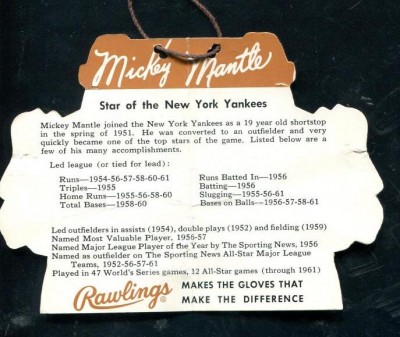 Mickey Mantle
Star of the New York Yankees
Mickey Mantle joined the New York Yankees as a 19 year old shortstop
in the spring of 1951. He was converted to an outfielder and very
quickly became one of the top stars of the game. Listed below are a
few of his many accomplishments.
Led league (or tied for lead):
Runs—1954-56-57-58-60-61
Triples—1955
Home Runs—1955-56-58-60
Total Bases—1958-60
Runs Batted In—1956
Batting—1956
Slugging—1955-56-61
Bases on Balls—1956-57-58-61
Led outfielders in assists (1954), double plays (1952) and fielding (1959)
Named Most Valuable Player, 1956-57
Named Major League Player of the Year by The Sporting News, 1956
Named as outfielder on The Sporting News All-Star Major League
Teams, 1952-56-57-61
Played in 47 World's Series games, 12 All-Star games (through 1961)
Rawlings ® MAKES THE GLOVES THAT
MAKE THE DIFFERENCE